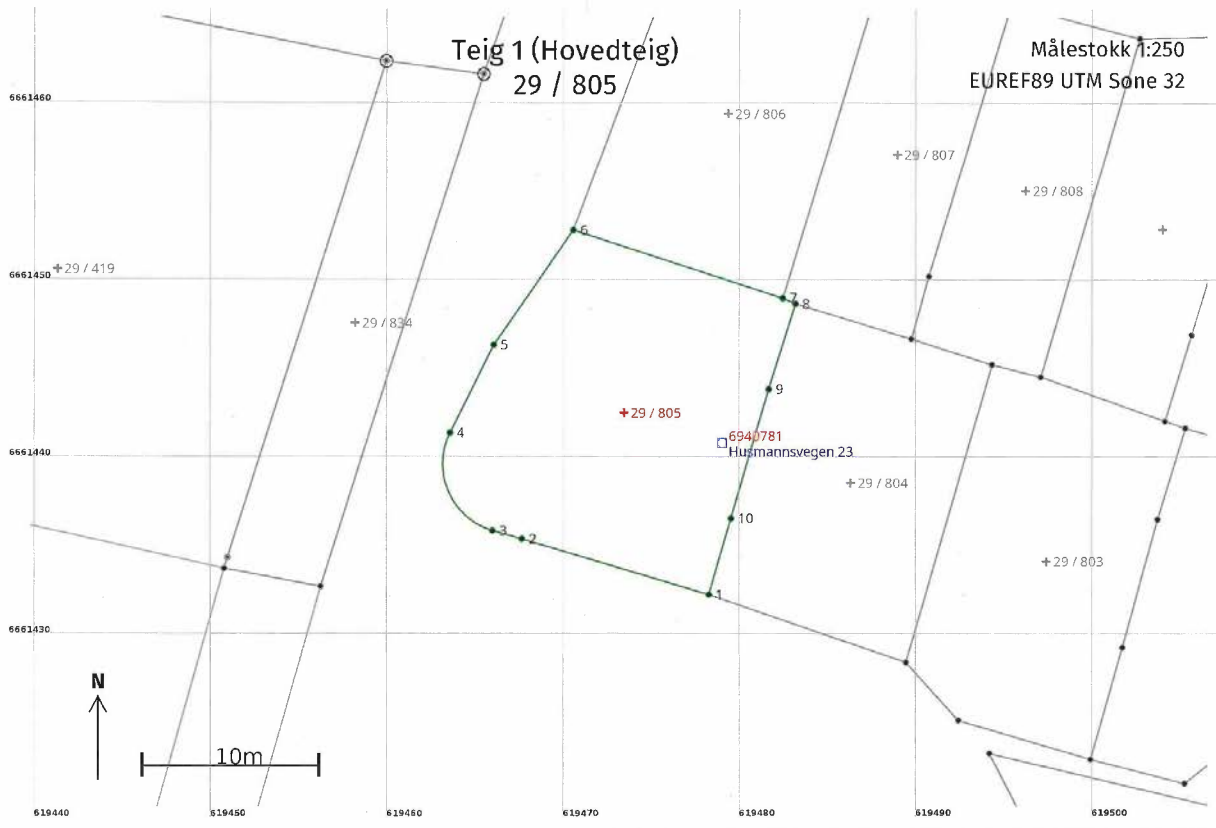 Teig 1 (Hovedteig)
29 / 805
Målestokk 1:250
EUREF89 UTM Sone 32
6661460
29 / 806
29 / 807
29 / 808
6
6661450
29 / 419
7
8
29 / 834
5
9
29 / 805
4
6940781
Husmannsvegen 23
6661440
29 / 804
10
3
2
29 / 803
1
6661430
N
10m
619440
619450
619460
619470
619480
619490
619500